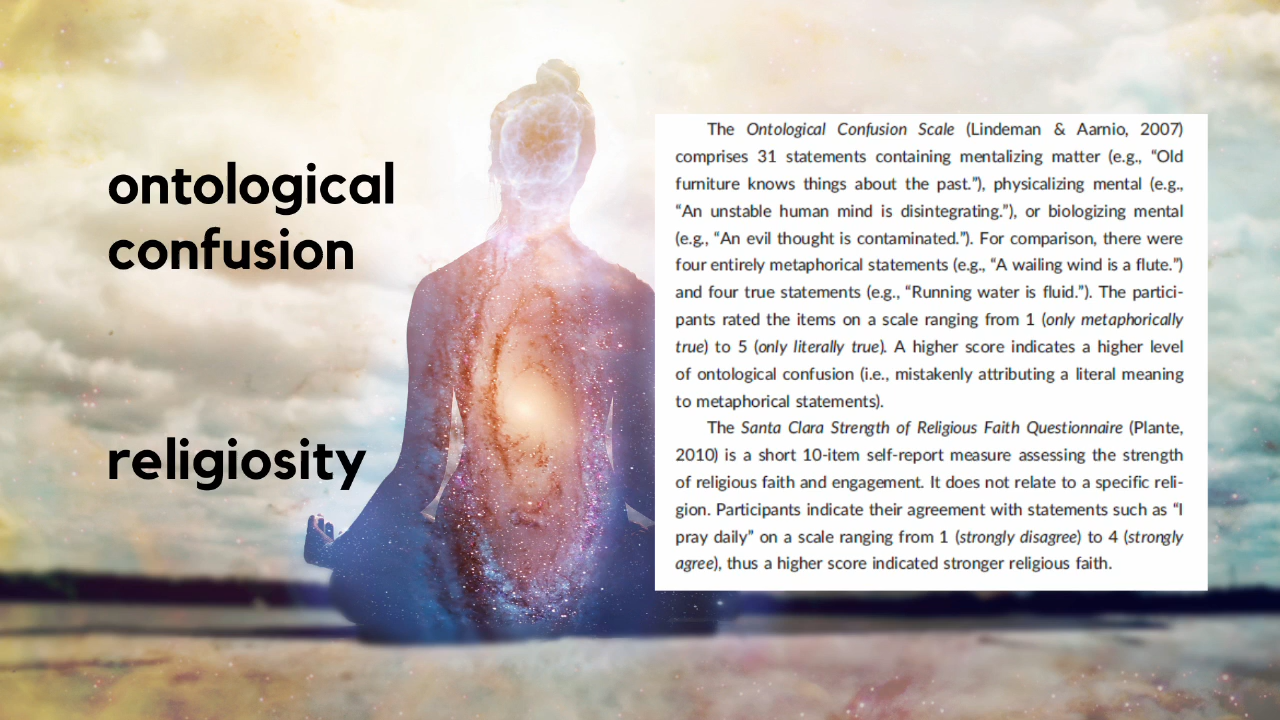 ontological
confusion
religiosity
The Ontological Confusion Scale (Lindeman & Aarnio, 2007)
comprises 31 statements containing mentalizing matter (e.g., “Old
furniture knows things about the past.”), physicalizing mental (e.g.,
“An unstable human mind is disintegrating.”), or biologizing mental
(e.g., “An evil thought is contaminated.”). For comparison, there were
four entirely metaphorical statements (e.g., “A wailing wind is a flute.”)
and four true statements (e.g., “Running water is fluid.”). The partici-
pants rated the items on a scale ranging from 1 (only metaphorically
true) to 5 (only literally true). A higher score indicates a higher level
of ontological confusion (i.e., mistakenly attributing a literal meaning
to metaphorical statements).
The Santa Clara Strength of Religious Faith Questionnaire (Plante,
2010) is a short 10-item self-report measure assessing the strength
of religious faith and engagement. It does not relate to a specific reli-
gion. Participants indicate their agreement with statements such as “I
pray daily” on a scale ranging from 1 (strongly disagree) to 4 (strongly
agree), thus a higher score indicated stronger religious faith.